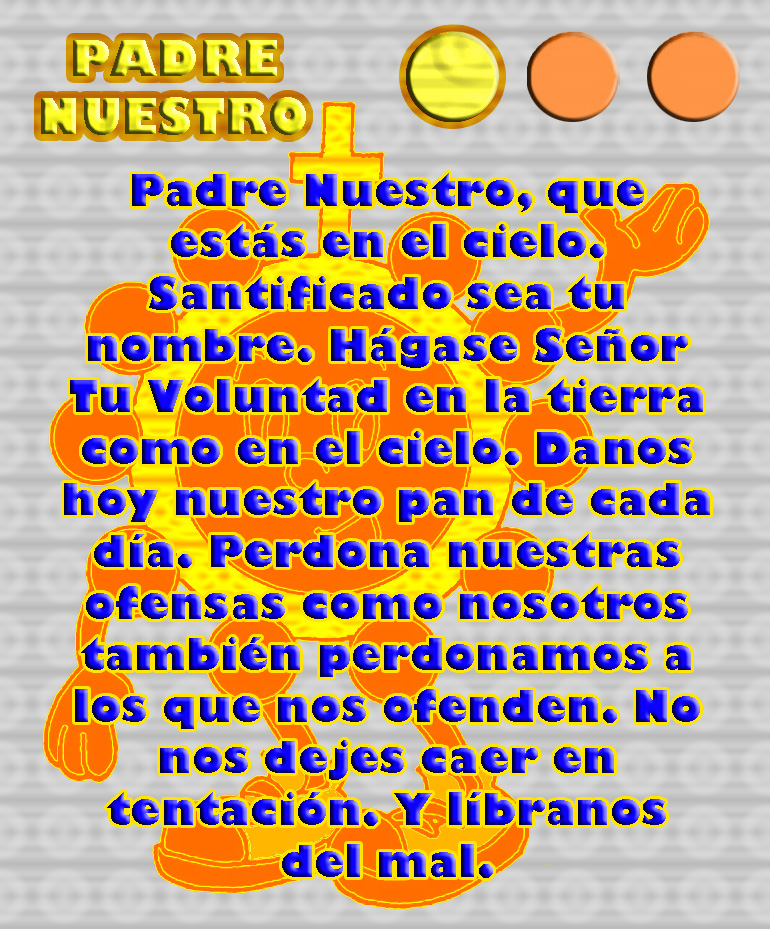 PADRE
NUESTRO
Padre Nuestro, que
estás en el cielo.
Santificado sea tu
nombre. Hágase Señor
Tu Voluntad en la tierra
como en el cielo. Danos
hoy nuestro pan de cada
día. Perdona nuestras
ofensas como nosotros
también perdonamos a
los que nos ofenden. No
nos dejes caer en
tentación. Y líbranos
del mal.